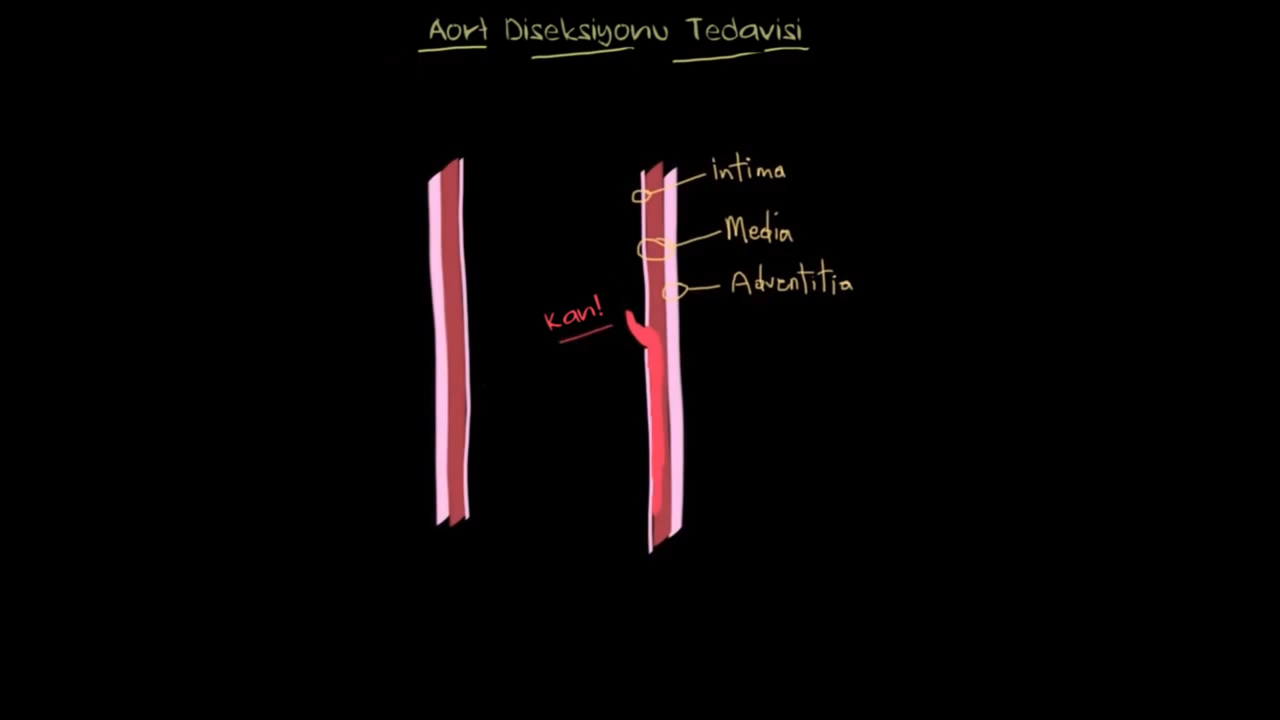 Aort Diseksiyonu Tedavisi
intima
Media
Adventitia
Kan!